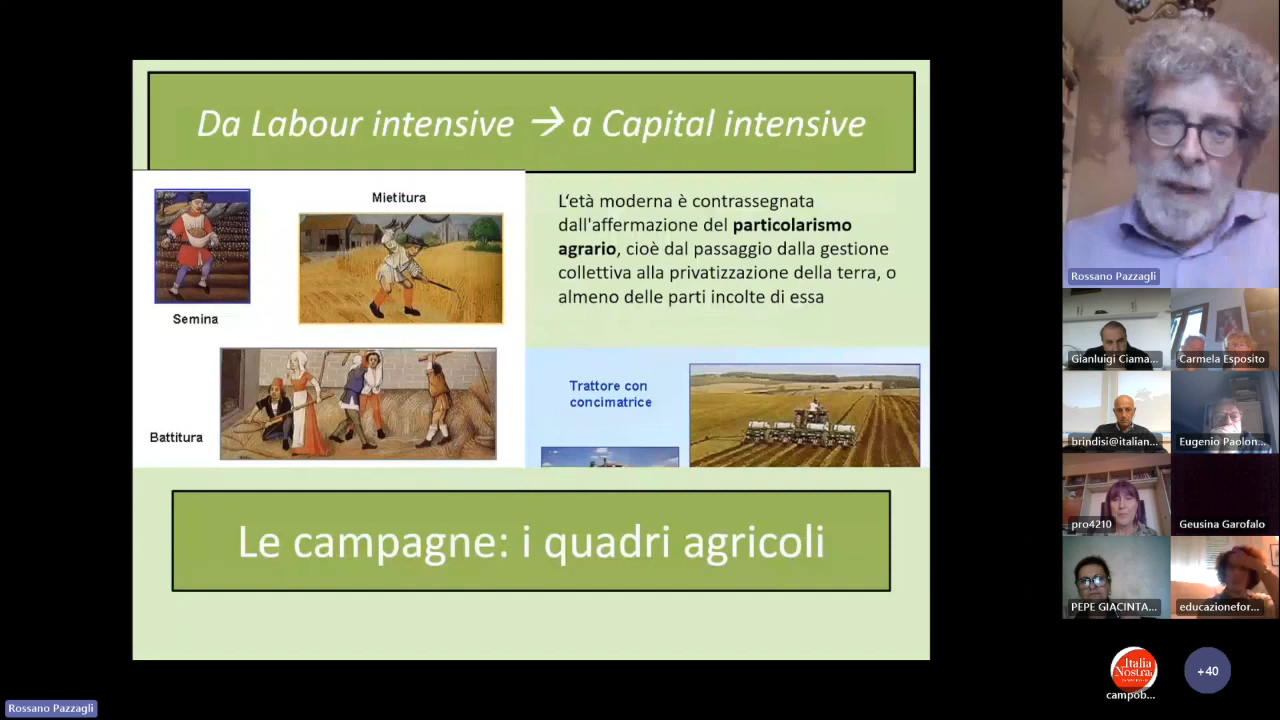 Da Labour intensive → a Capital intensive
Mietitura
Semina
Battitura
L‘età moderna è contrassegnata
dall'affermazione del particolarismo
agrario, cioè dal passaggio dalla gestione
collettiva alla privatizzazione della terra, o
almeno delle parti incolte di essa
Trattore con
concimatrice
Le campagne: i quadri agricoli
Rossano Pazzagli
Gianluigi Ciama...
Carmela Esposito
brindisi@italian...
Eugenio Paolon...
pro4210
Geusina Garofalo
PEPE GIACINTA...
educazionefor...
Italia
Nostra
campob...
+40
Rossano Pazzagli